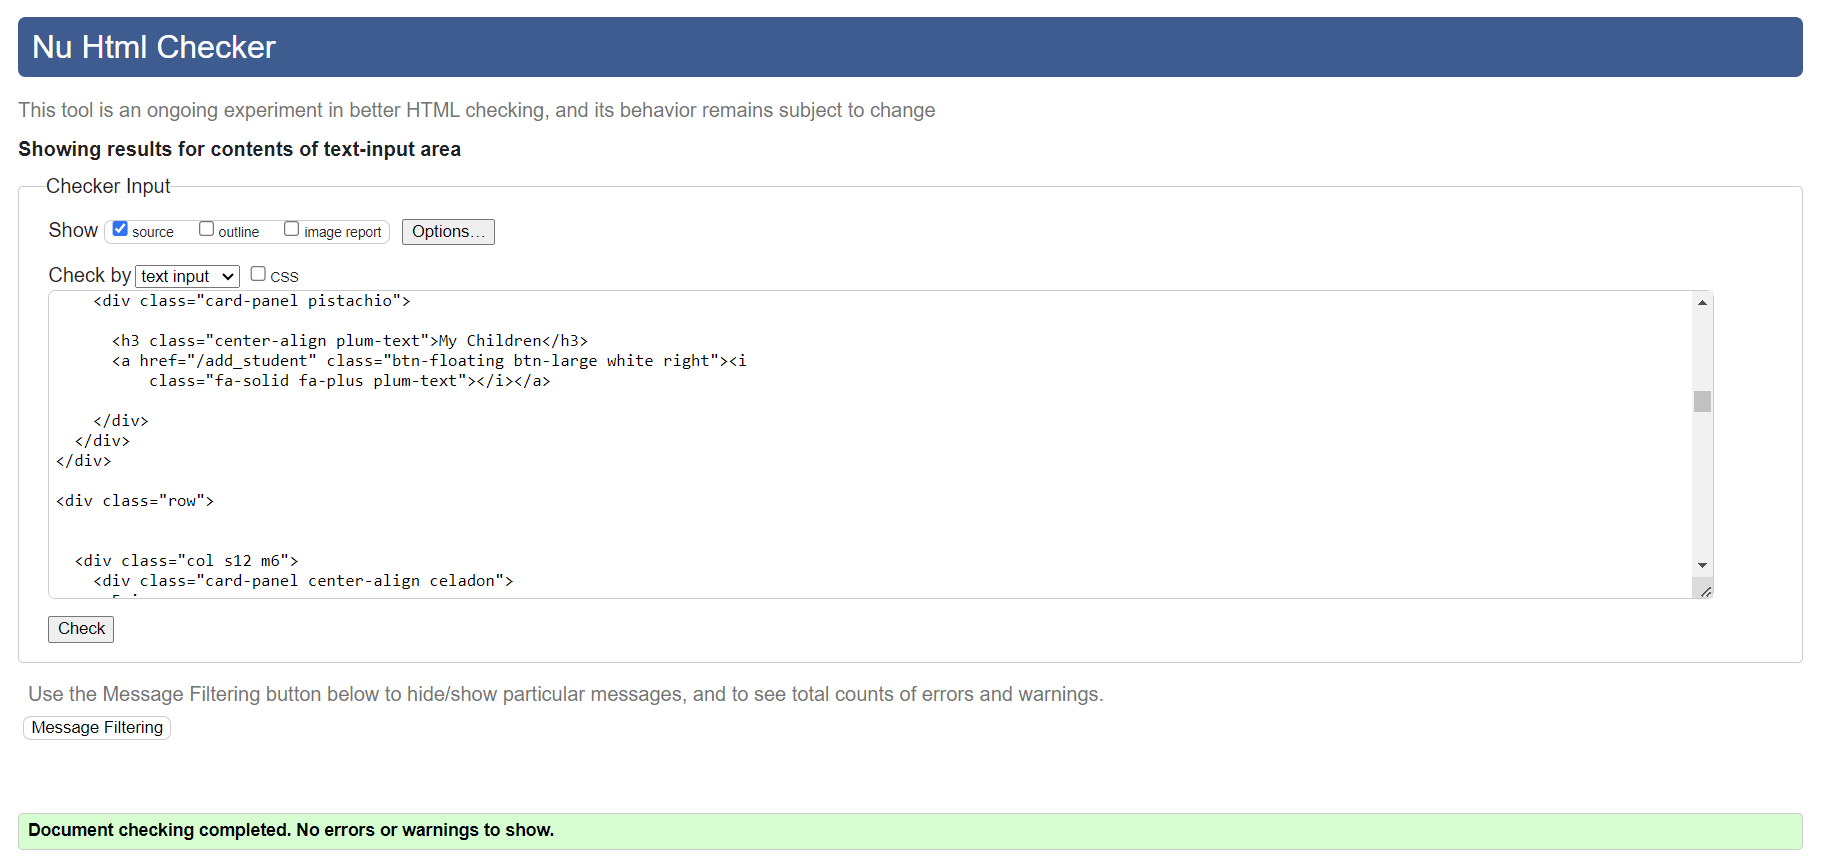 Nu Html Checker
This tool is an ongoing experiment in better HTML checking, and its behavior remains subject to change
Showing results for contents of text-input area
Checker Input
Show source outline image report Options...
Check by text input CSS
<div class="card-panel pistachio">
<h3 class="center-align plum-text">My Children</h3>
<a href="/add_student" class="btn-floating btn-large white right"><i
class="fa-solid fa-plus plum-text"></i></a>
</div>
</div>
</div>
<div class="row">
<div class="col s12 m6">
<div class="card-panel center-align celadon">
Check
Use the Message Filtering button below to hide/show particular messages, and to see total counts of errors and warnings.
Message Filtering
Document checking completed. No errors or warnings to show.